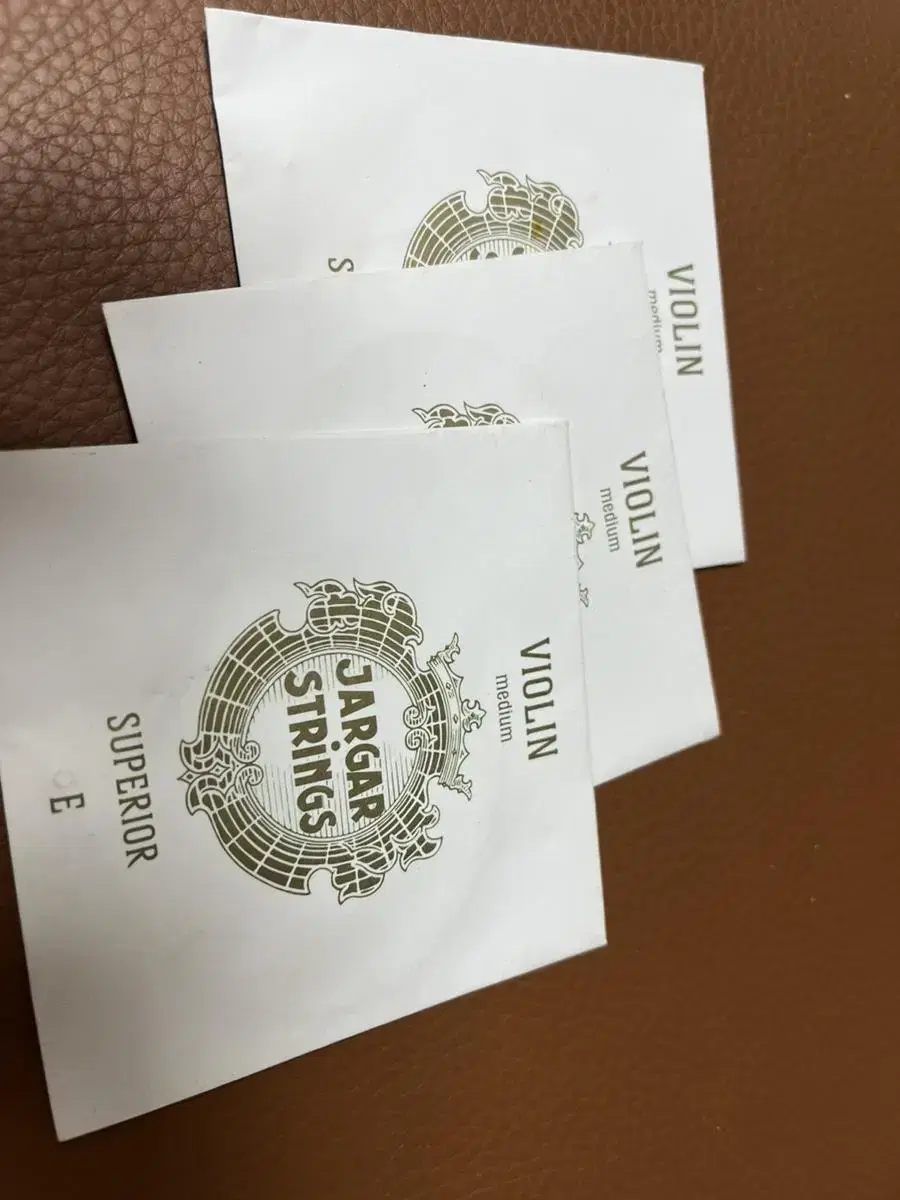 VIOLIN
medium
JARGAR
STRINGS
SUPERIOR
E
VIOLIN
medium
VIOLIN
medium
S